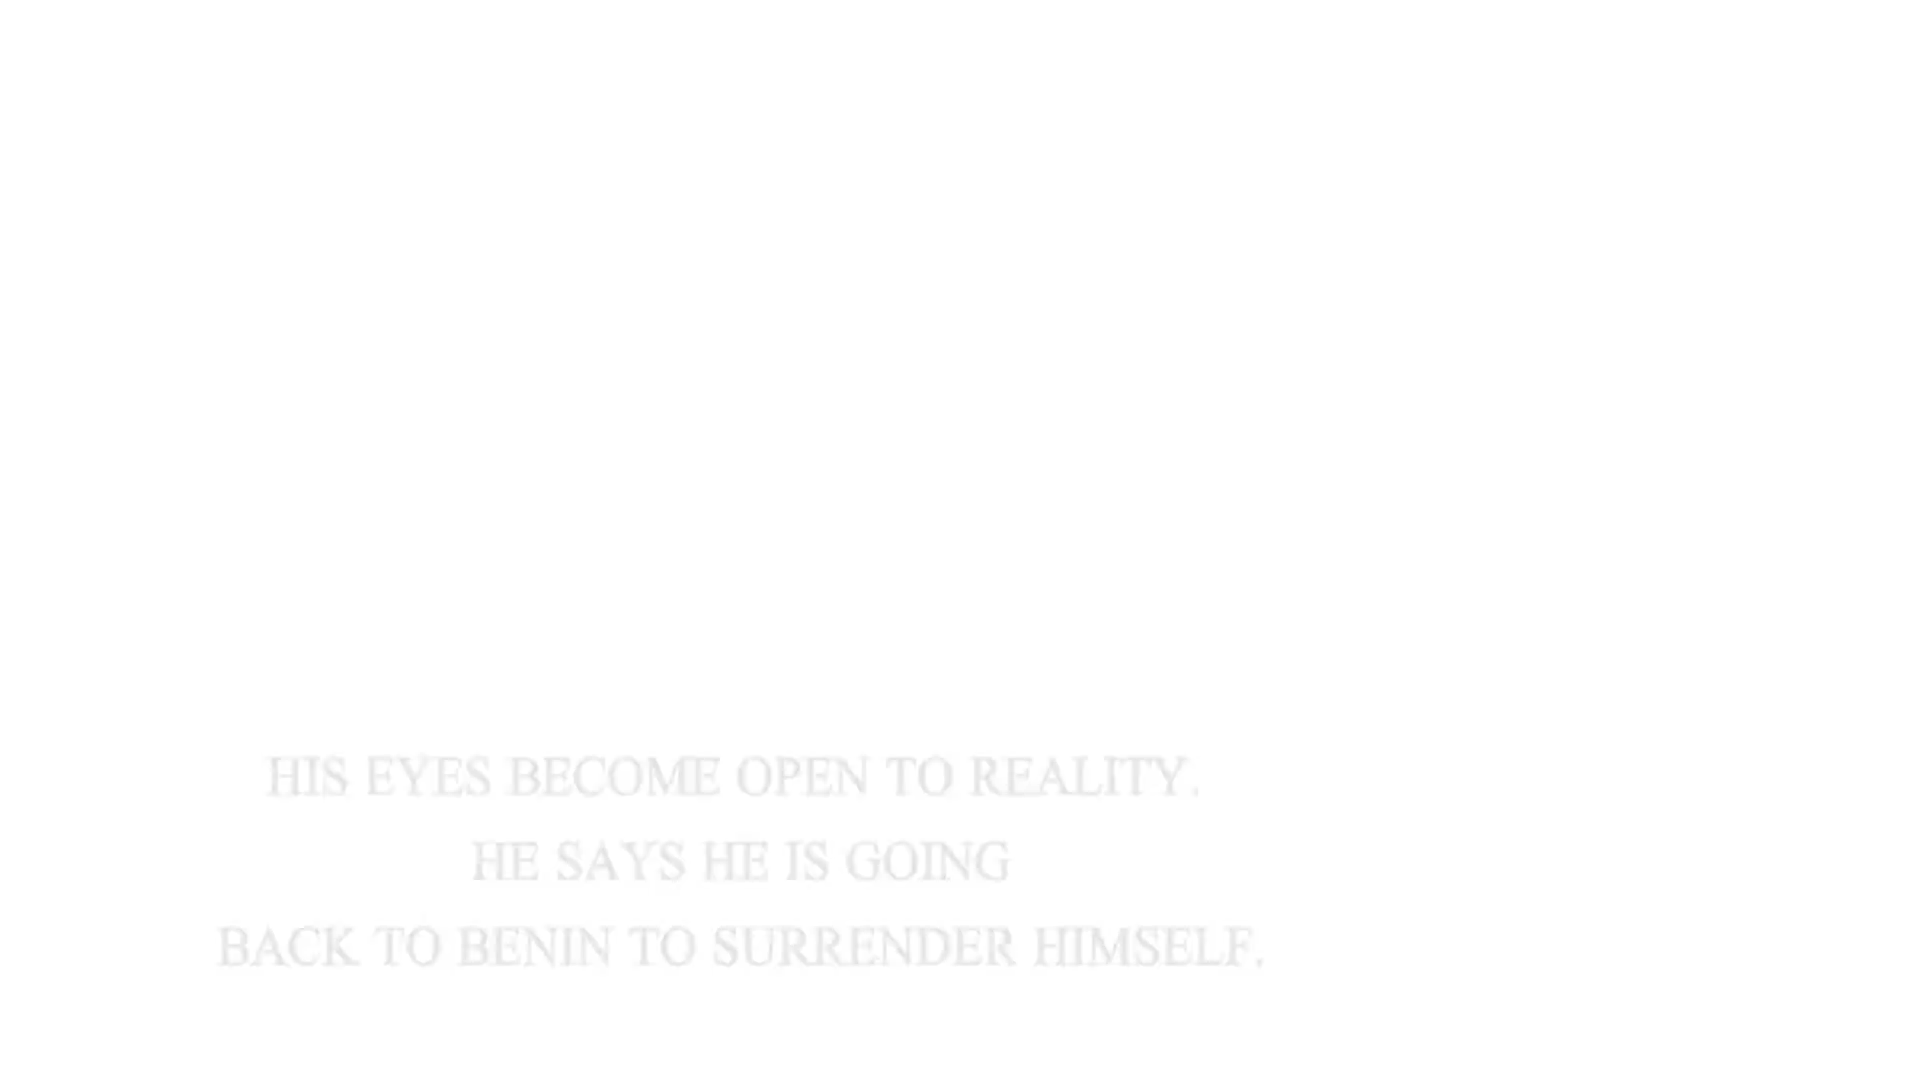 HIS EYES BECOME OPEN TO REALITY.
HE SAYS HE IS GOING
BACK TO BENIN TO SURRENDER HIMSELF.